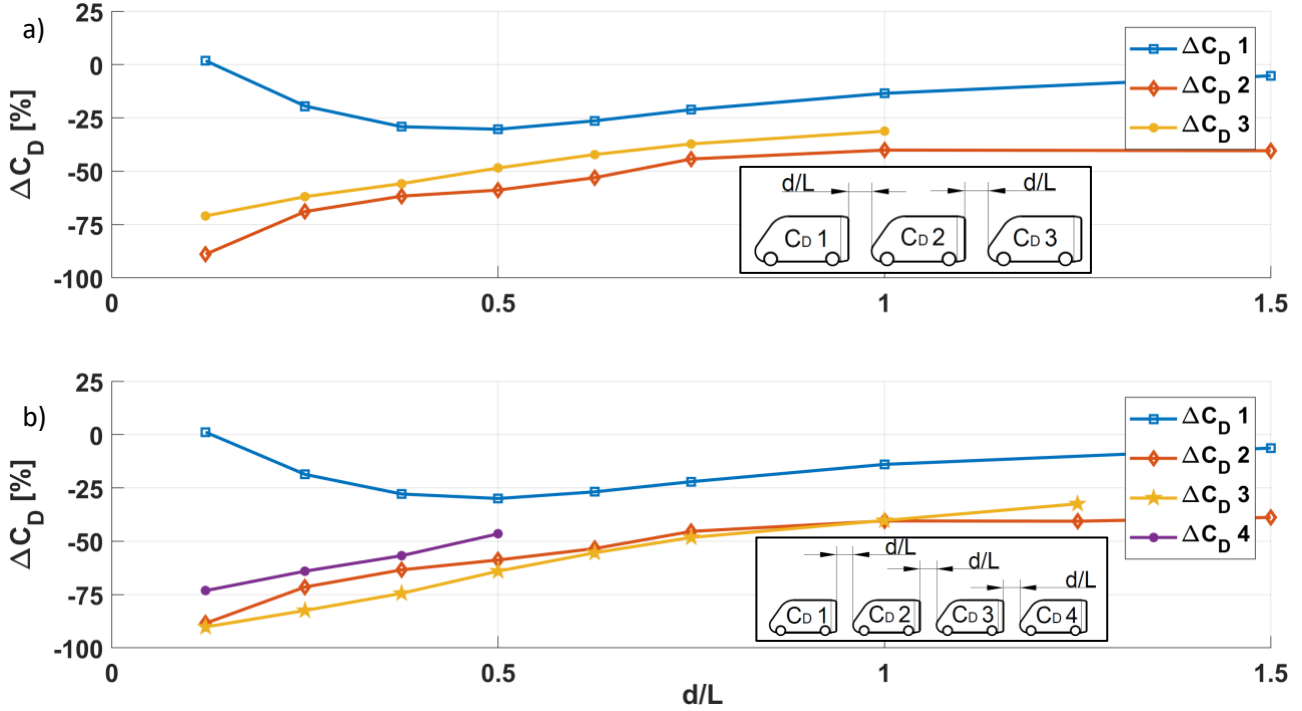 a)
25
0
-25
-50
-75
-100
ΔC_D [%]
0
0.5
1
1.5
ΔC_D 1
ΔC_D 2
ΔC_D 3
d/L
d/L
C_D 1
C_D 2
C_D 3
b)
25
0
-25
-50
-75
-100
ΔC_D [%]
0
0.5
1
1.5
d/L
ΔC_D 1
ΔC_D 2
ΔC_D 3
ΔC_D 4
d/L
d/L
d/L
C_D 1
C_D 2
C_D 3
C_D 4